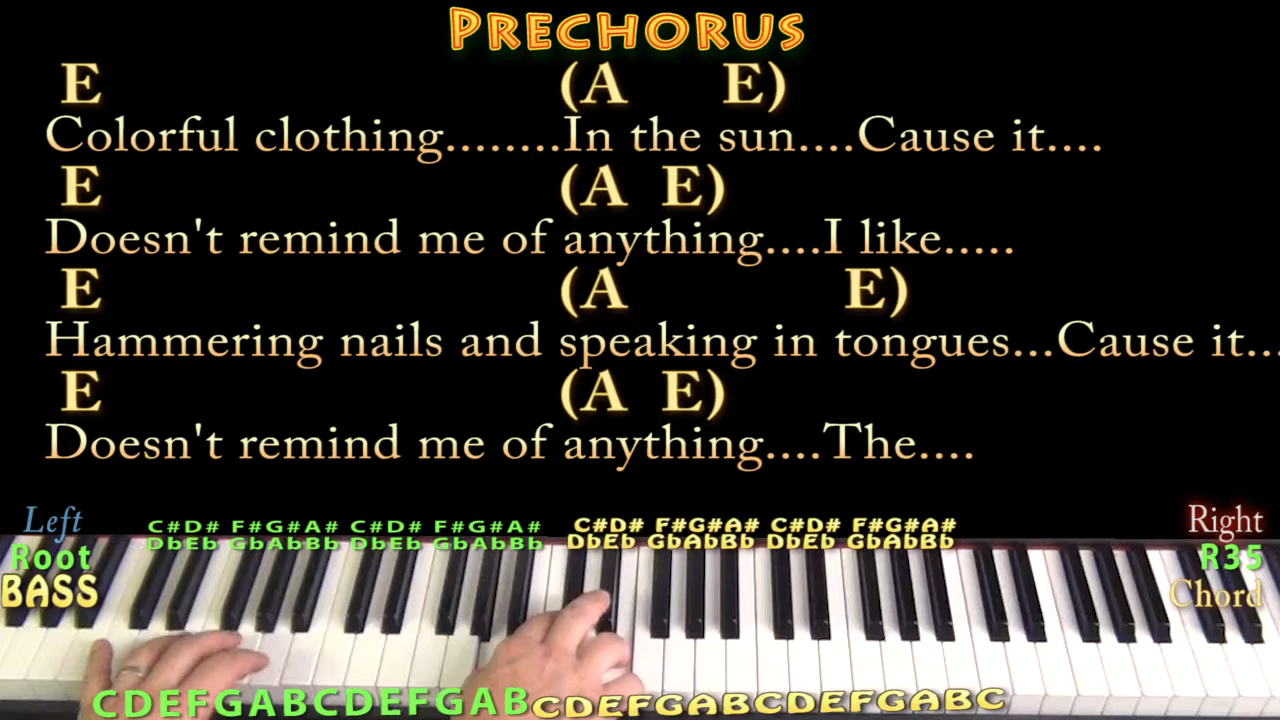 PRECHORUS
E (A E)
Colorful clothing........In the sun....Cause it....
E (A E)
Doesn't remind me of anything....I like.....
E (A E)
Hammering nails and speaking in tongues...Cause it...
E (A E)
Doesn't remind me of anything....The....
Left
Root
BASS
C#D# F#G#A# C#D# F#G#A# C#D# F#G#A# C#D# F#G#A#
DbEb GbAbBb DbEb GbAbBb DbEb GbAbBb DbEb GbAbBb
Right
R35
Chord
CDEFGABCDEFGABCDEFGABCDEFGABC